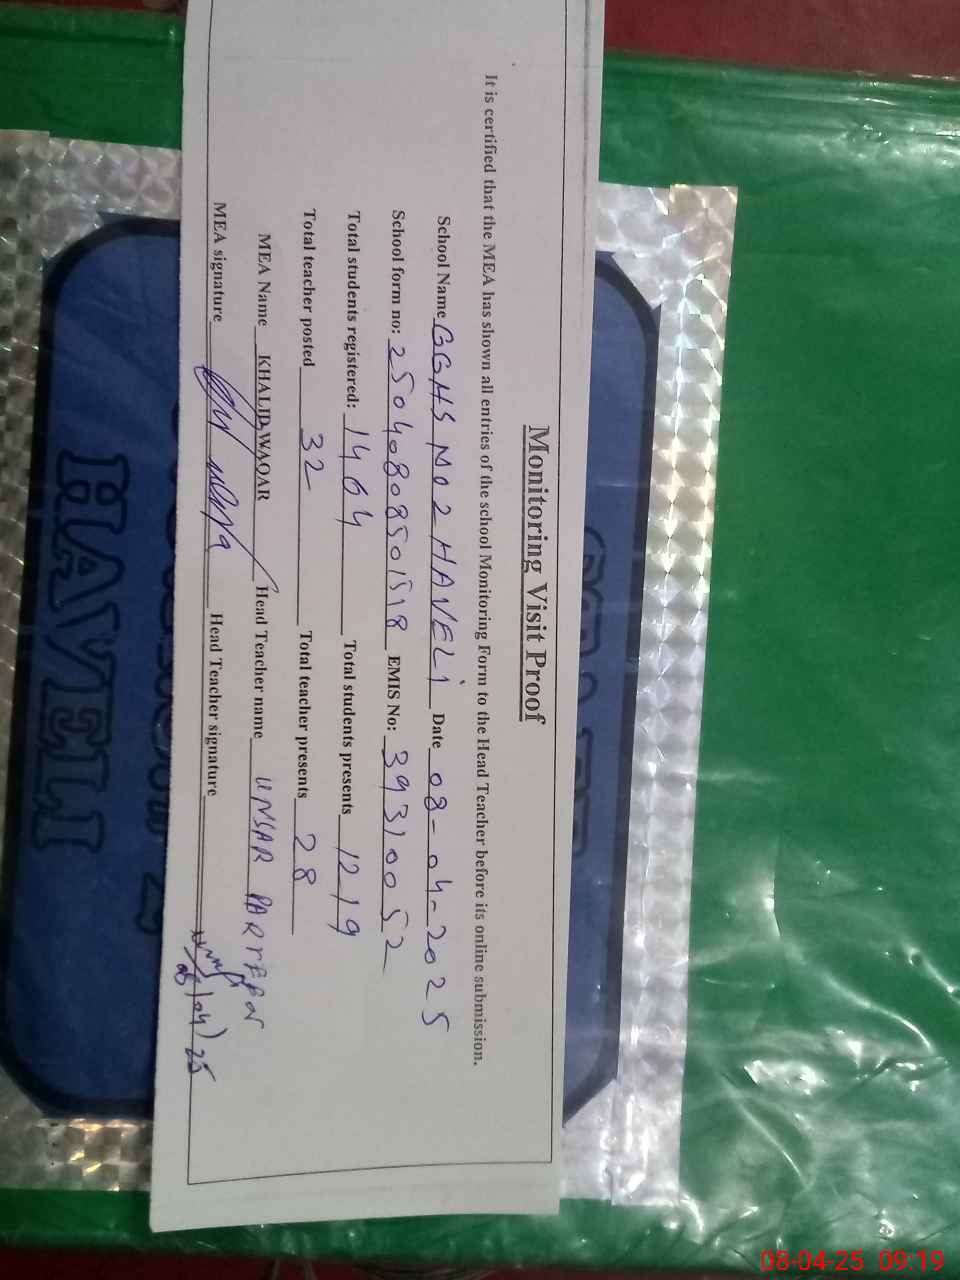 Monitoring Visit Proof
It is certified that the MEA has shown all entries of the school Monitoring Form to the Head Teacher before its online submission.
School Name GGHS NO2 HAVELI Date 08-04-2025
School form no: 25040808501518 EMIS No: 39310052
Total students registered: 1464 Total students presents 1219
Total teacher posted 32 Total teacher presents 28
MEA Name KHALID WAQAR Head Teacher name UNSAR PARVEEN
MEA signature Head Teacher signature
08/04/25
HAVELI
08-04-25 09:19